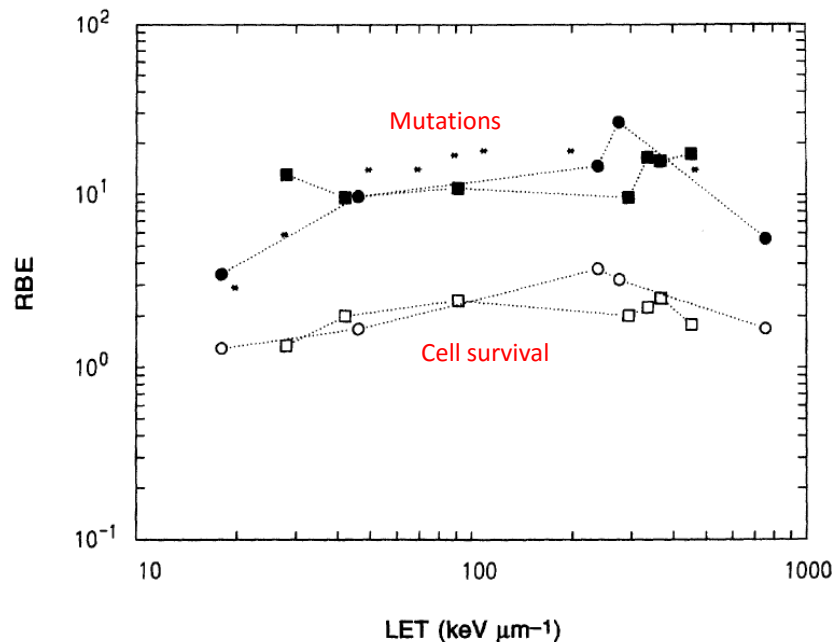 10²
Mutations
10¹
RBE
10⁰
Cell survival
10⁻¹
10 100 1000
LET (keV μm⁻¹)